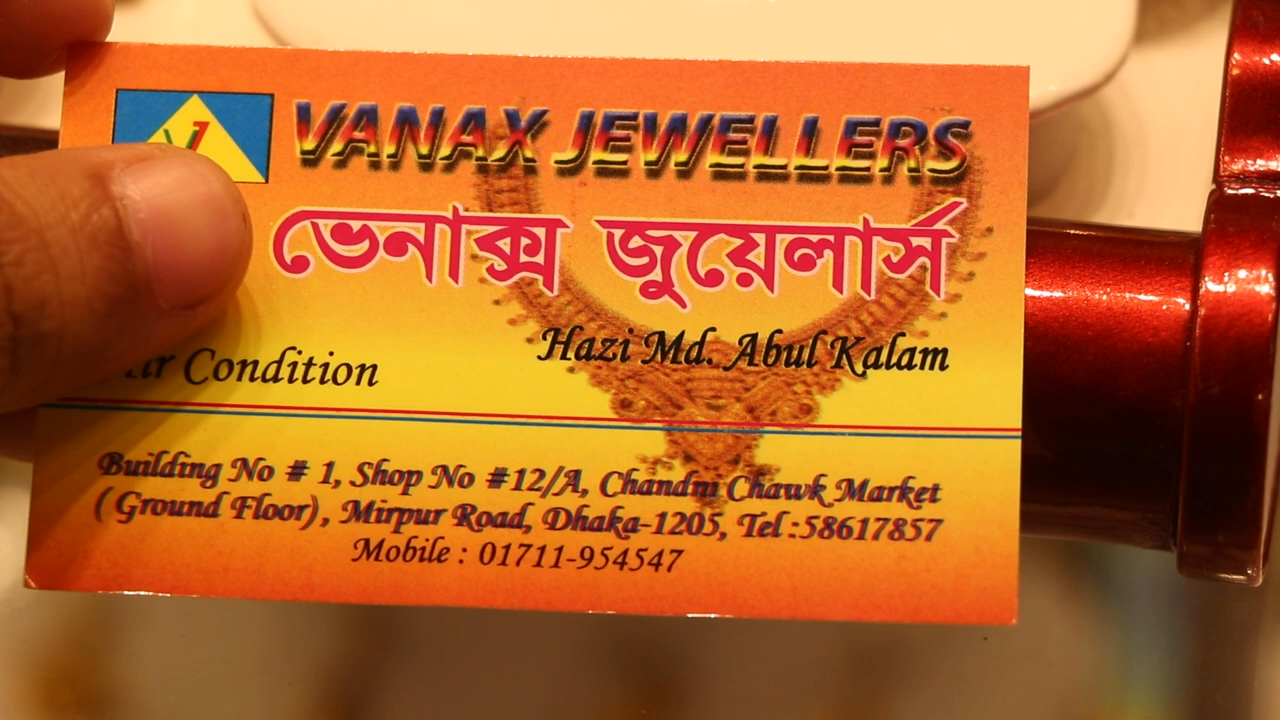 VJ
VANAX JEWELLERS
ভেনাক্স জুয়েলার্স
Hazi Md. Abul Kalam
Condition
Building No # 1, Shop No #12/A, Chandni Chawk Market
( Ground Floor), Mirpur Road, Dhaka-1205, Tel :58617857
Mobile : 01711-954547